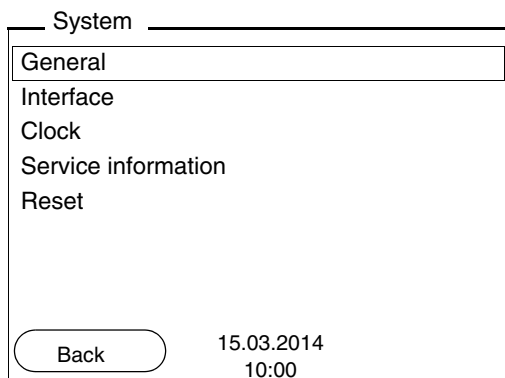 System
General
Interface
Clock
Service information
Reset
Back
15.03.2014
10:00